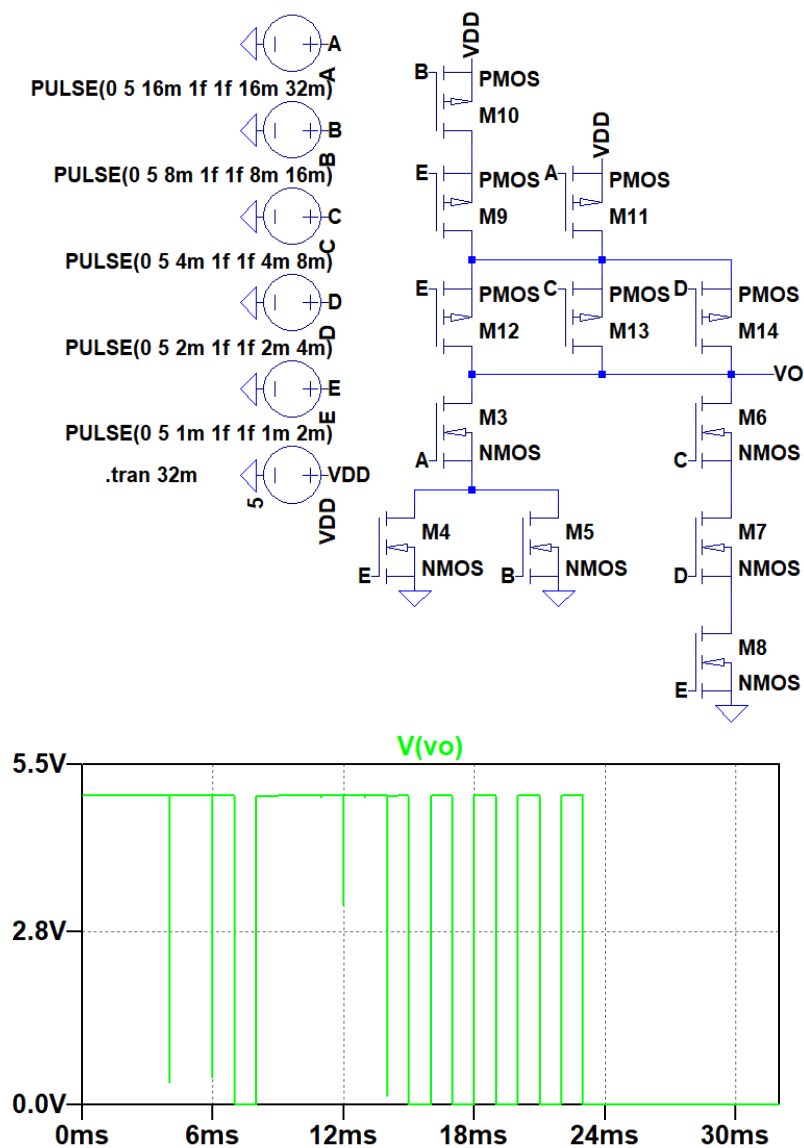 A
A
PULSE(0 5 16m 1f 1f 16m 32m)
B
B
PULSE(0 5 8m 1f 1f 8m 16m)
C
C
PULSE(0 5 4m 1f 1f 4m 8m)
D
D
PULSE(0 5 2m 1f 1f 2m 4m)
E
E
PULSE(0 5 1m 1f 1f 1m 2m)
.tran 32m
VDD
5
VDD
VDD
B
PMOS
M10
VDD
E
PMOS
M9
A
PMOS
M11
E
PMOS
M12
C
PMOS
M13
D
PMOS
M14
VO
M3
NMOS
A
M6
NMOS
C
M4
NMOS
E
M5
NMOS
B
M7
NMOS
D
M8
NMOS
E
V(vo)
5.5V
2.8V
0.0V
0ms 6ms 12ms 18ms 24ms 30ms